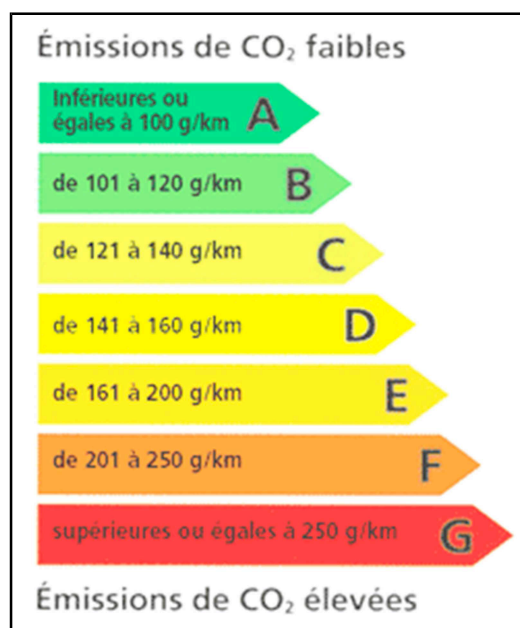 Émissions de CO₂ faibles
Inférieures ou
égales à 100 g/km A
de 101 à 120 g/km B
de 121 à 140 g/km C
de 141 à 160 g/km D
de 161 à 200 g/km E
de 201 à 250 g/km F
supérieures ou égales à 250 g/km G
Émissions de CO₂ élevées